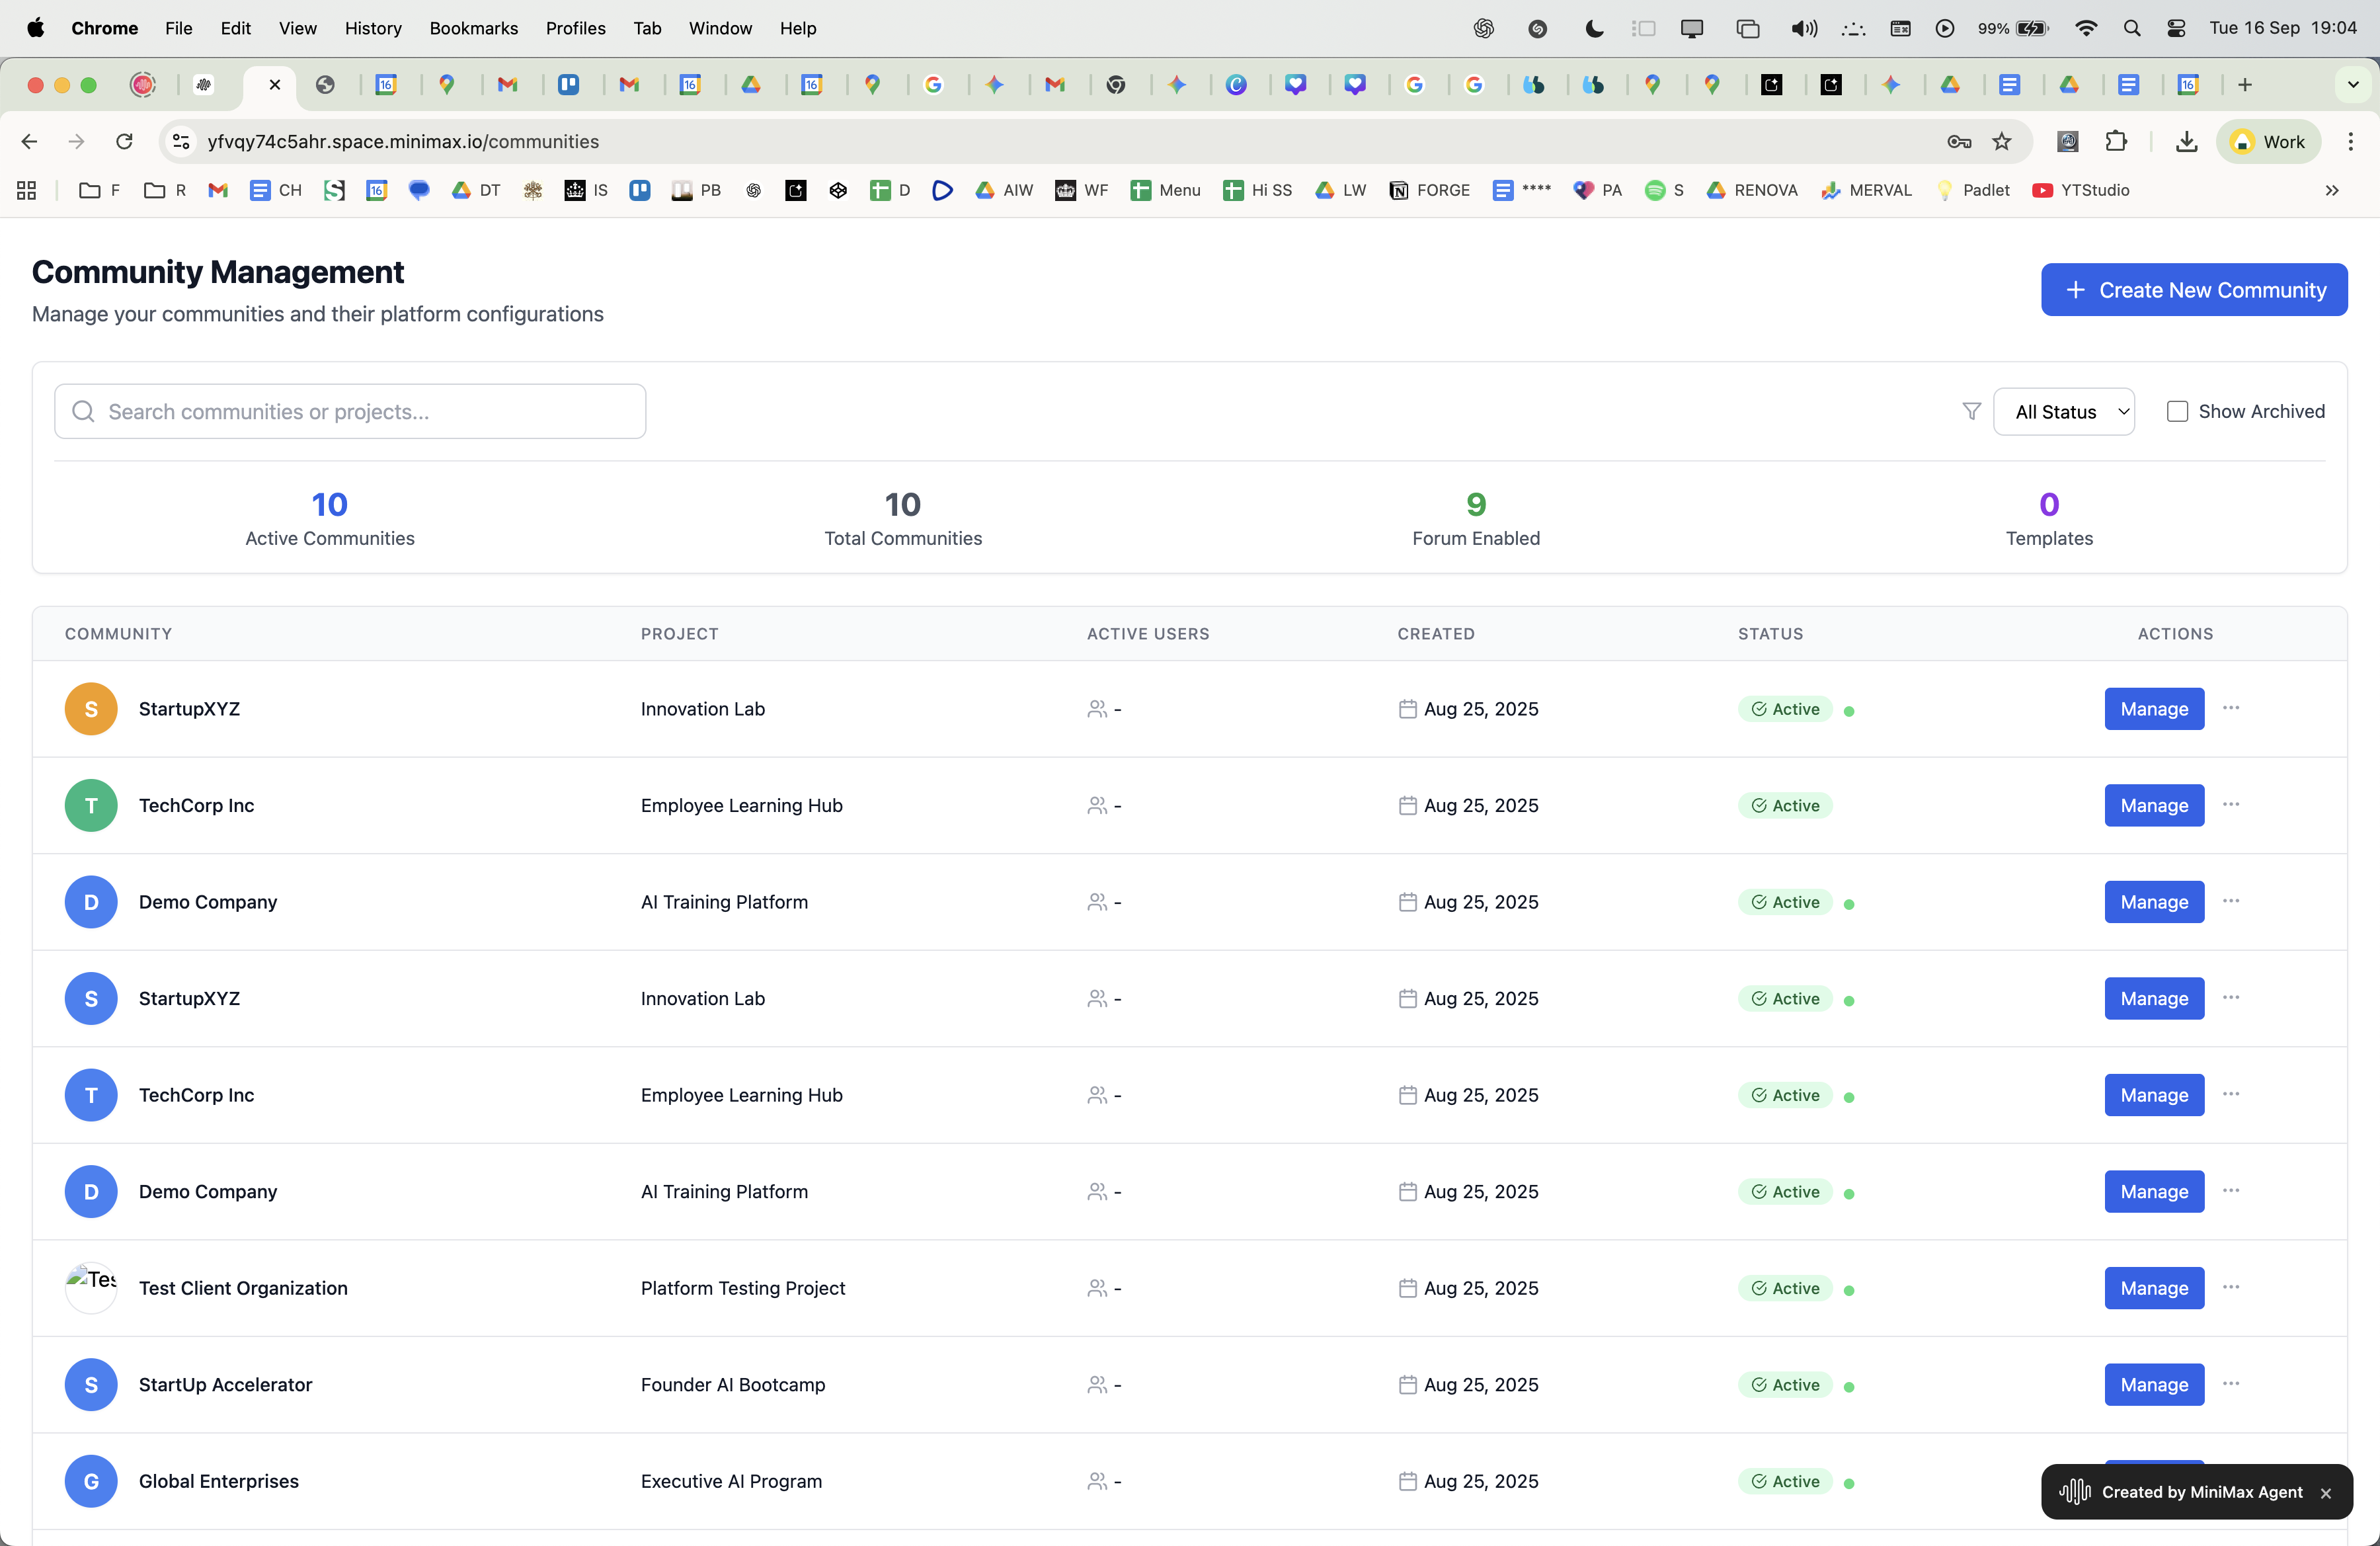 Chrome File Edit View History Bookmarks Profiles Tab Window Help 99% Tue 16 Sep 19:04
yfvqy74c5ahr.space.minimax.io/communities Work
F R CH DT IS PB D AIW WF Menu Hi SS LW FORGE **** PA S RENOVA MERVAL Padlet YTStudio
Community Management
Manage your communities and their platform configurations
+ Create New Community
Search communities or projects...
All Status
Show Archived
10 10 9 0
Active Communities Total Communities Forum Enabled Templates
COMMUNITY PROJECT ACTIVE USERS CREATED STATUS ACTIONS
S StartupXYZ Innovation Lab - Aug 25, 2025 Active Manage ...
T TechCorp Inc Employee Learning Hub - Aug 25, 2025 Active Manage ...
D Demo Company AI Training Platform - Aug 25, 2025 Active Manage ...
S StartupXYZ Innovation Lab - Aug 25, 2025 Active Manage ...
T TechCorp Inc Employee Learning Hub - Aug 25, 2025 Active Manage ...
D Demo Company AI Training Platform - Aug 25, 2025 Active Manage ...
Tes Test Client Organization Platform Testing Project - Aug 25, 2025 Active Manage ...
S StartUp Accelerator Founder AI Bootcamp - Aug 25, 2025 Active Manage ...
G Global Enterprises Executive AI Program - Aug 25, 2025 Active
Created by MiniMax Agent ×